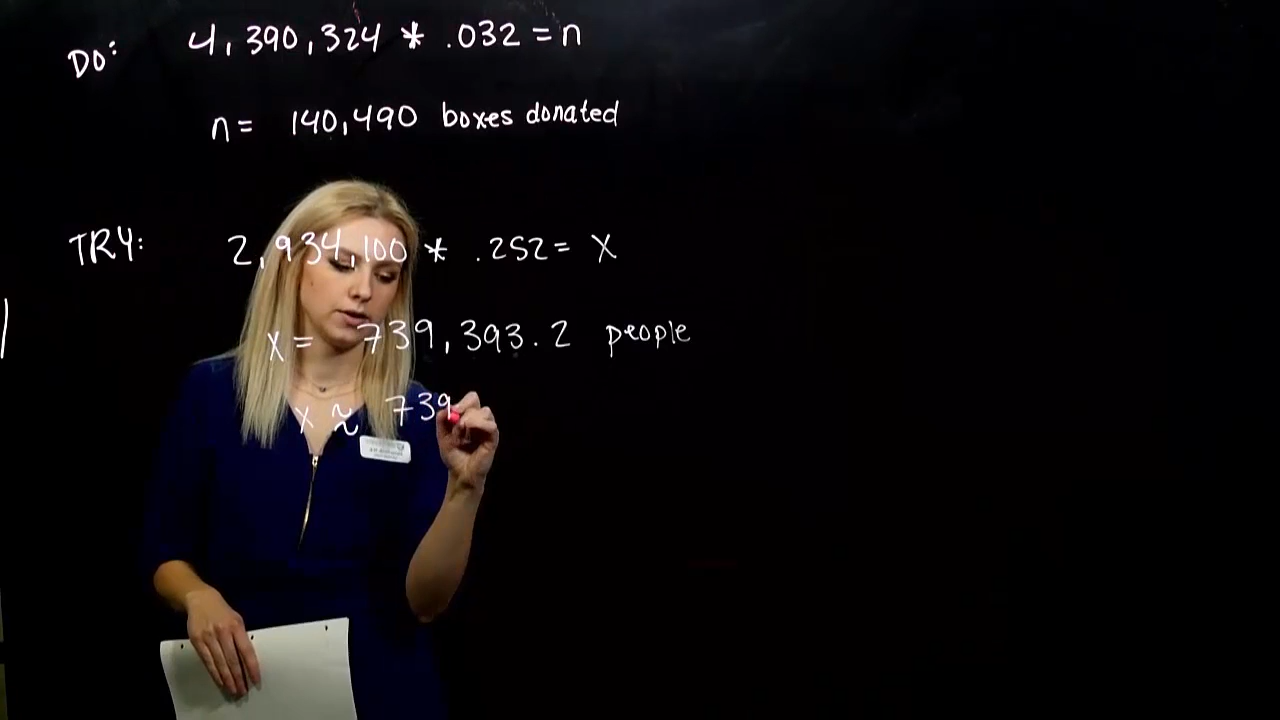 DO: 4,390,324 * .032 = n
n = 140,490 boxes donated
TRY: 2,934,100 * .252 = X
X = 739,393.2 people
X ≈ 739